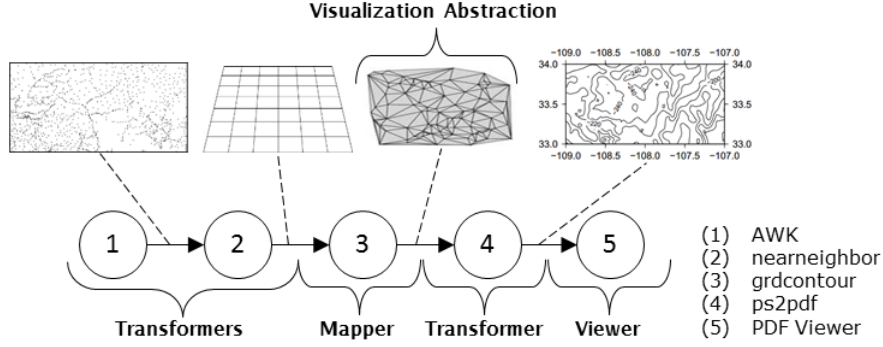 Visualization Abstraction
-109.0 -108.5 -108.0 -107.5 -107.0
34.0 34.0
33.5 33.5
33.0 33.0
-109.0 -108.5 -108.0 -107.5 -107.0
1 2 3 4 5
Transformers Mapper Transformer Viewer
(1) AWK
(2) nearneighbor
(3) grdcontour
(4) ps2pdf
(5) PDF Viewer